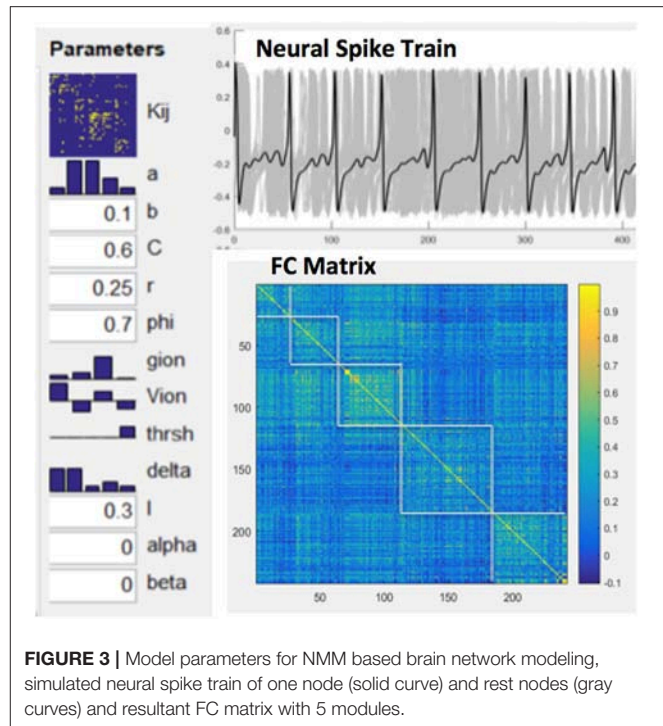 Parameters
Kij
a
0.1 b
0.6 C
0.25 r
0.7 phi
gion
Vion
thrsh
delta
0.3 I
0 alpha
0 beta
Neural Spike Train
0.6
0.4
0.2
0
-0.2
-0.4
-0.6
0 100 200 300 400
FC Matrix
50
100
150
200
50 100 150 200
0.9
0.8
0.7
0.6
0.5
0.4
0.3
0.2
0.1
0
-0.1
FIGURE 3 | Model parameters for NMM based brain network modeling,
simulated neural spike train of one node (solid curve) and rest nodes (gray
curves) and resultant FC matrix with 5 modules.